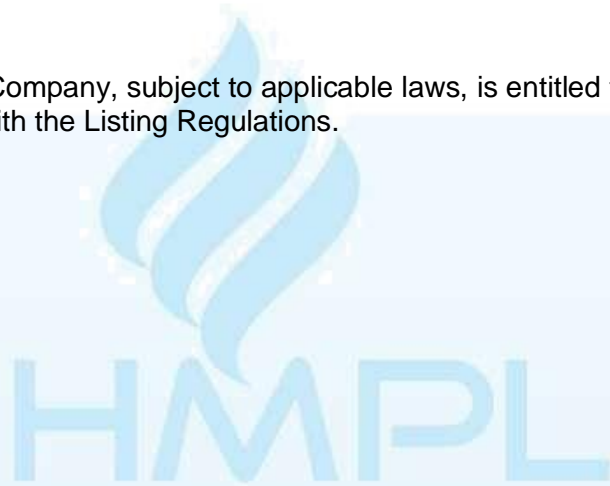 Company, subject to applicable laws, is entitled
ith the Listing Regulations.
HMPL